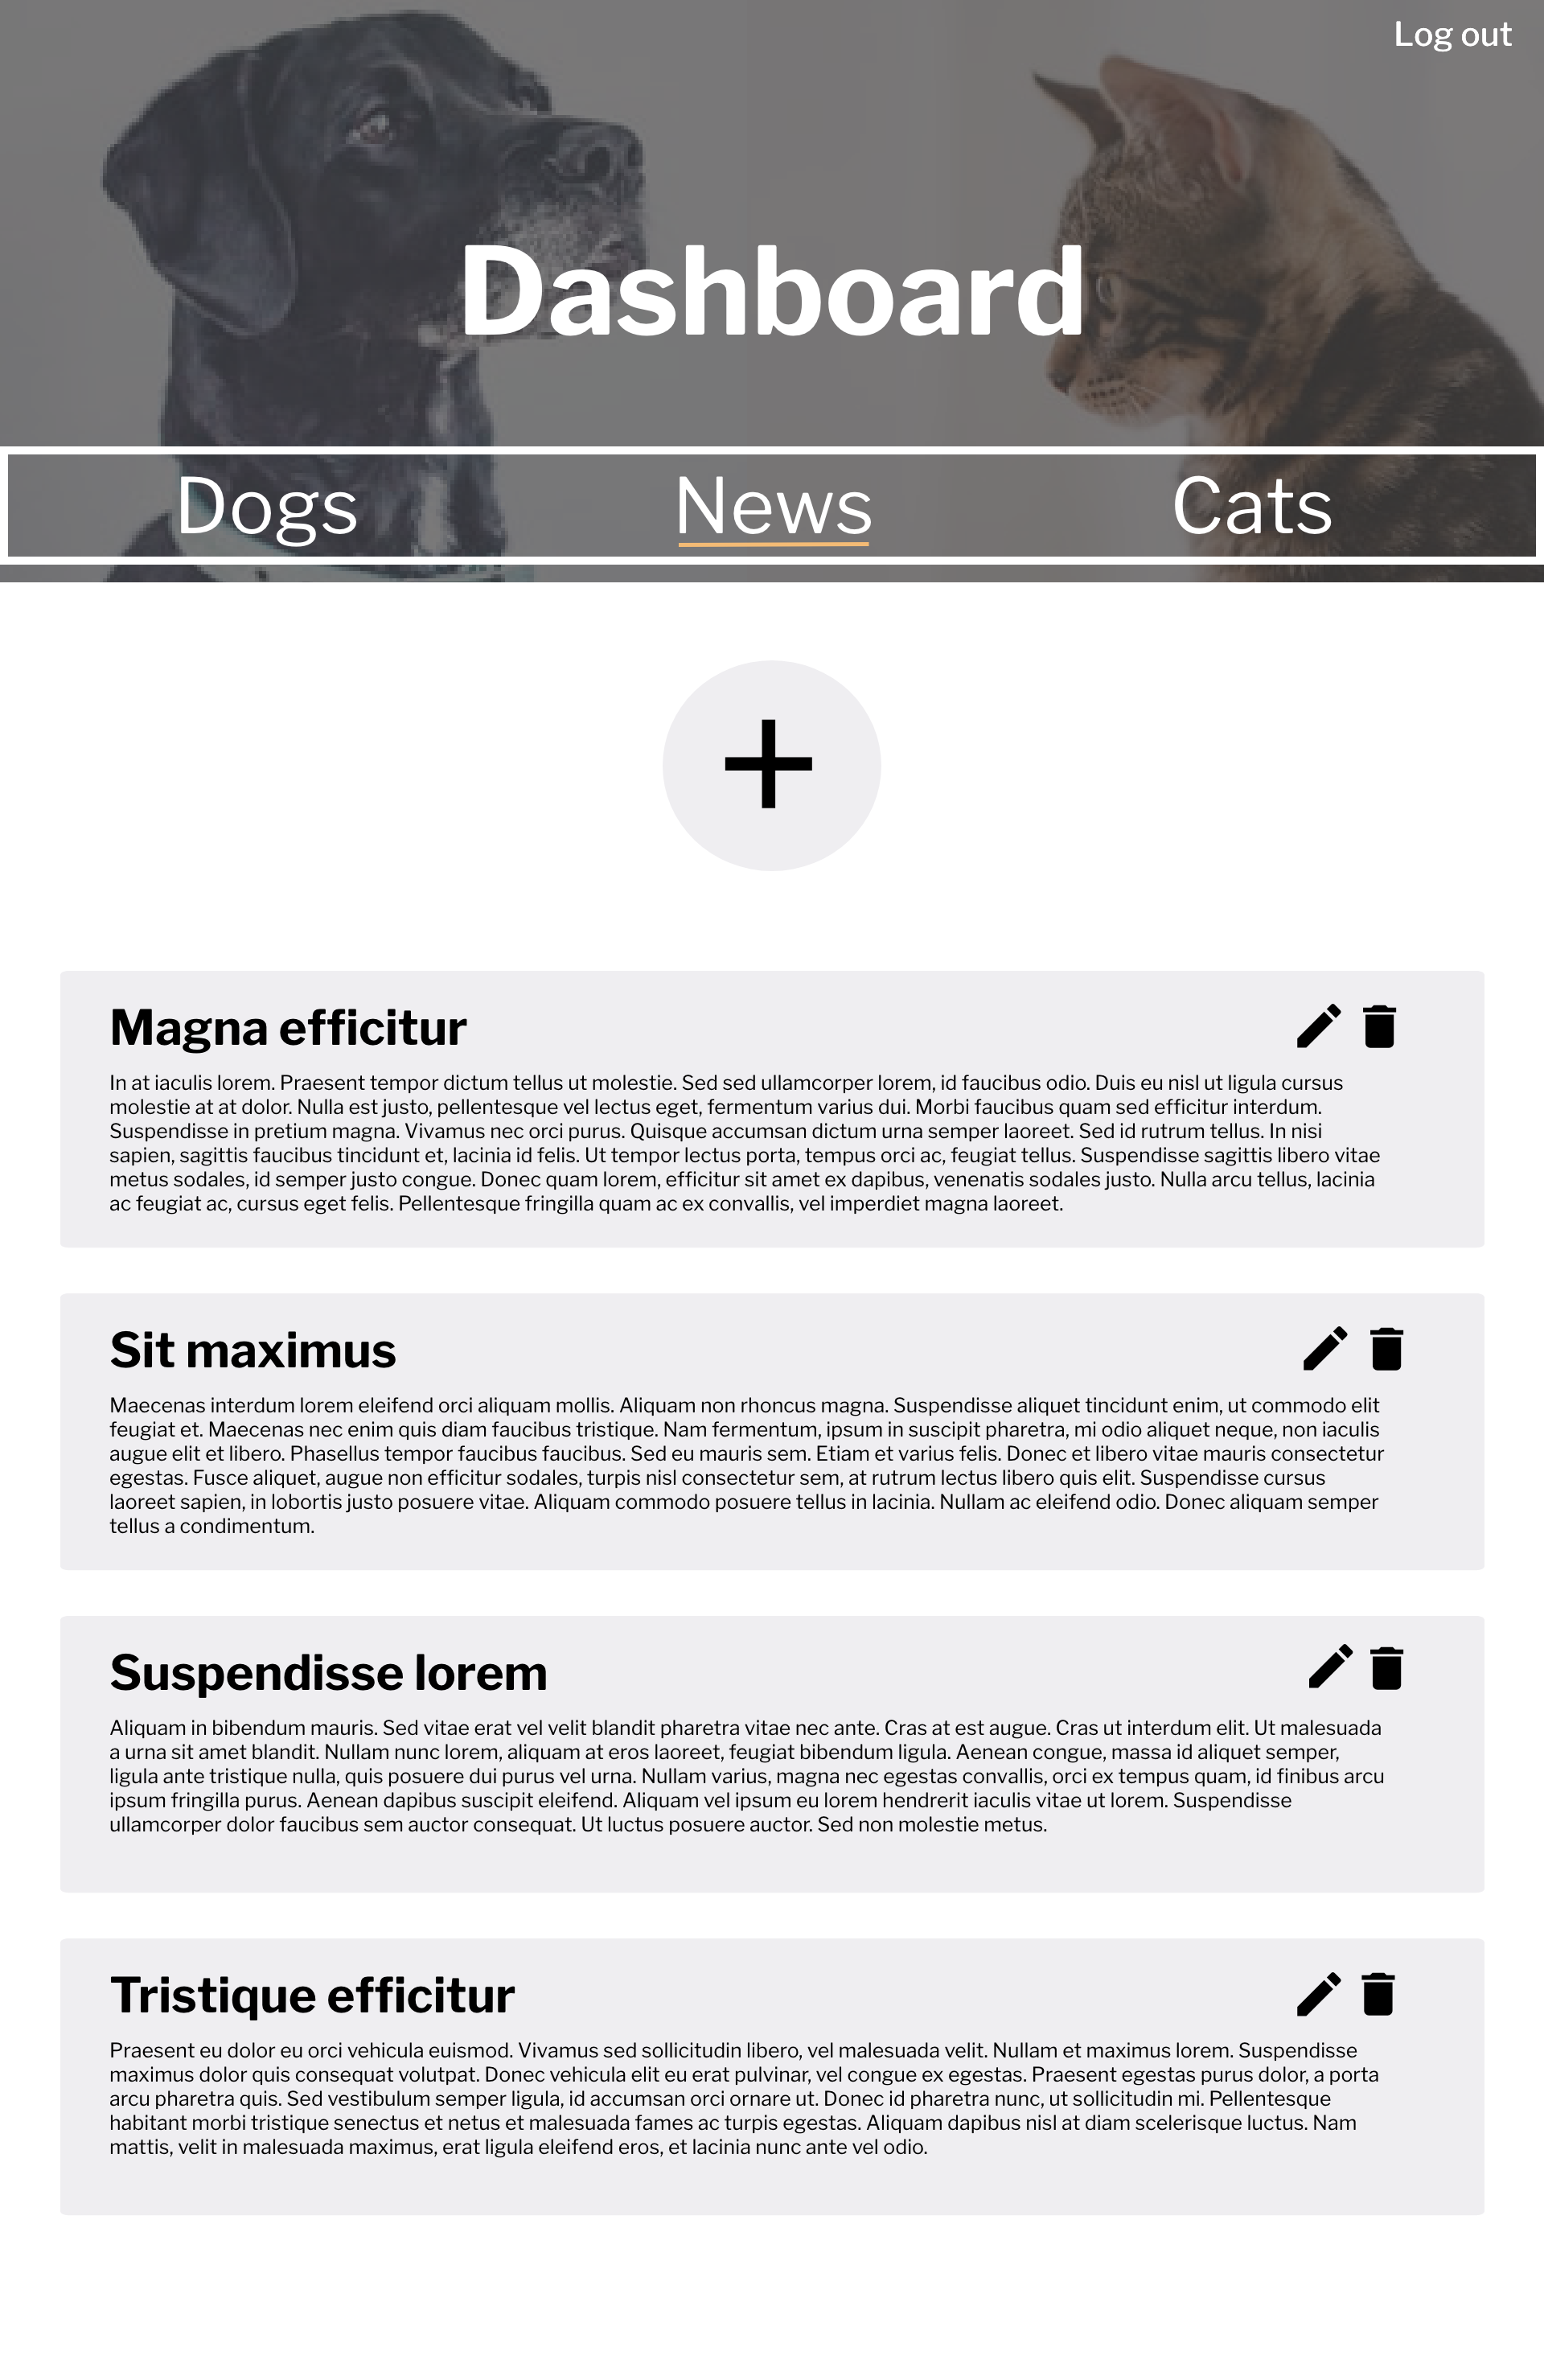 Log out
Dashboard
Dogs
News
Cats
Magna efficitur
In at iaculis lorem. Praesent tempor dictum tellus ut molestie. Sed sed ullamcorper lorem, id faucibus odio. Duis eu nisl ut ligula cursus
molestie at at dolor. Nulla est justo, pellentesque vel lectus eget, fermentum varius dui. Morbi faucibus quam sed efficitur interdum.
Suspendisse in pretium magna. Vivamus nec orci purus. Quisque accumsan dictum urna semper laoreet. Sed id rutrum tellus. In nisi
sapien, sagittis faucibus tincidunt et, lacinia id felis. Ut tempor lectus porta, tempus orci ac, feugiat tellus. Suspendisse sagittis libero vitae
metus sodales, id semper justo congue. Donec quam lorem, efficitur sit amet ex dapibus, venenatis sodales justo. Nulla arcu tellus, lacinia
ac feugiat ac, cursus eget felis. Pellentesque fringilla quam ac ex convallis, vel imperdiet magna laoreet.
Sit maximus
Maecenas interdum lorem eleifend orci aliquam mollis. Aliquam non rhoncus magna. Suspendisse aliquet tincidunt enim, ut commodo elit
feugiat et. Maecenas nec enim quis diam faucibus tristique. Nam fermentum, ipsum in suscipit pharetra, mi odio aliquet neque, non iaculis
augue elit et libero. Phasellus tempor faucibus faucibus. Sed eu mauris sem. Etiam et varius felis. Donec et libero vitae mauris consectetur
egestas. Fusce aliquet, augue non efficitur sodales, turpis nisl consectetur sem, at rutrum lectus libero quis elit. Suspendisse cursus
laoreet sapien, in lobortis justo posuere vitae. Aliquam commodo posuere tellus in lacinia. Nullam ac eleifend odio. Donec aliquam semper
tellus a condimentum.
Suspendisse lorem
Aliquam in bibendum mauris. Sed vitae erat vel velit blandit pharetra vitae nec ante. Cras at est augue. Cras ut interdum elit. Ut malesuada
a urna sit amet blandit. Nullam nunc lorem, aliquam at eros laoreet, feugiat bibendum ligula. Aenean congue, massa id aliquet semper,
ligula ante tristique nulla, quis posuere dui purus vel urna. Nullam varius, magna nec egestas convallis, orci ex tempus quam, id finibus arcu
ipsum fringilla purus. Aenean dapibus suscipit eleifend. Aliquam vel ipsum eu lorem hendrerit iaculis vitae ut lorem. Suspendisse
ullamcorper dolor faucibus sem auctor consequat. Ut luctus posuere auctor. Sed non molestie metus.
Tristique efficitur
Praesent eu dolor eu orci vehicula euismod. Vivamus sed sollicitudin libero, vel malesuada velit. Nullam et maximus lorem. Suspendisse
maximus dolor quis consequat volutpat. Donec vehicula elit eu erat pulvinar, vel congue ex egestas. Praesent egestas purus dolor, a porta
arcu pharetra quis. Sed vestibulum semper ligula, id accumsan orci ornare ut. Donec id pharetra nunc, ut sollicitudin mi. Pellentesque
habitant morbi tristique senectus et netus et malesuada fames ac turpis egestas. Aliquam dapibus nisl at diam scelerisque luctus. Nam
mattis, velit in malesuada maximus, erat ligula eleifend eros, et lacinia nunc ante vel odio.